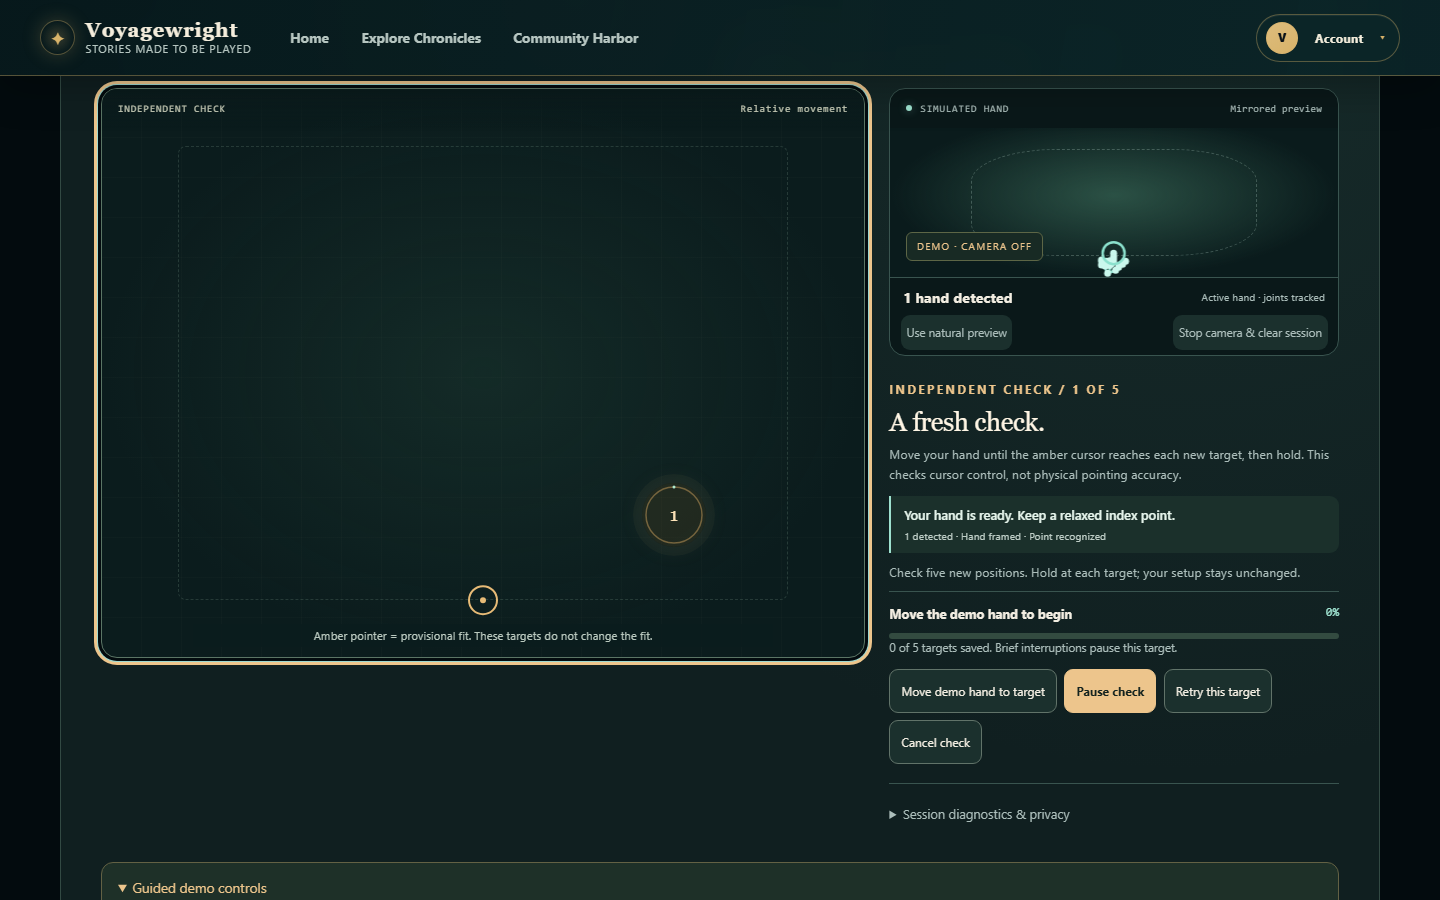 Voyagewright
STORIES MADE TO BE PLAYED
Home
Explore Chronicles
Community Harbor
V
Account
INDEPENDENT CHECK
Relative movement
1
Amber pointer = provisional fit. These targets do not change the fit.
SIMULATED HAND
Mirrored preview
DEMO · CAMERA OFF
1 hand detected
Active hand · joints tracked
Use natural preview
Stop camera & clear session
INDEPENDENT CHECK / 1 OF 5
A fresh check.
Move your hand until the amber cursor reaches each new target, then hold. This
checks cursor control, not physical pointing accuracy.
Your hand is ready. Keep a relaxed index point.
1 detected · Hand framed · Point recognized
Check five new positions. Hold at each target; your setup stays unchanged.
Move the demo hand to begin
0%
0 of 5 targets saved. Brief interruptions pause this target.
Move demo hand to target
Pause check
Retry this target
Cancel check
Session diagnostics & privacy
Guided demo controls